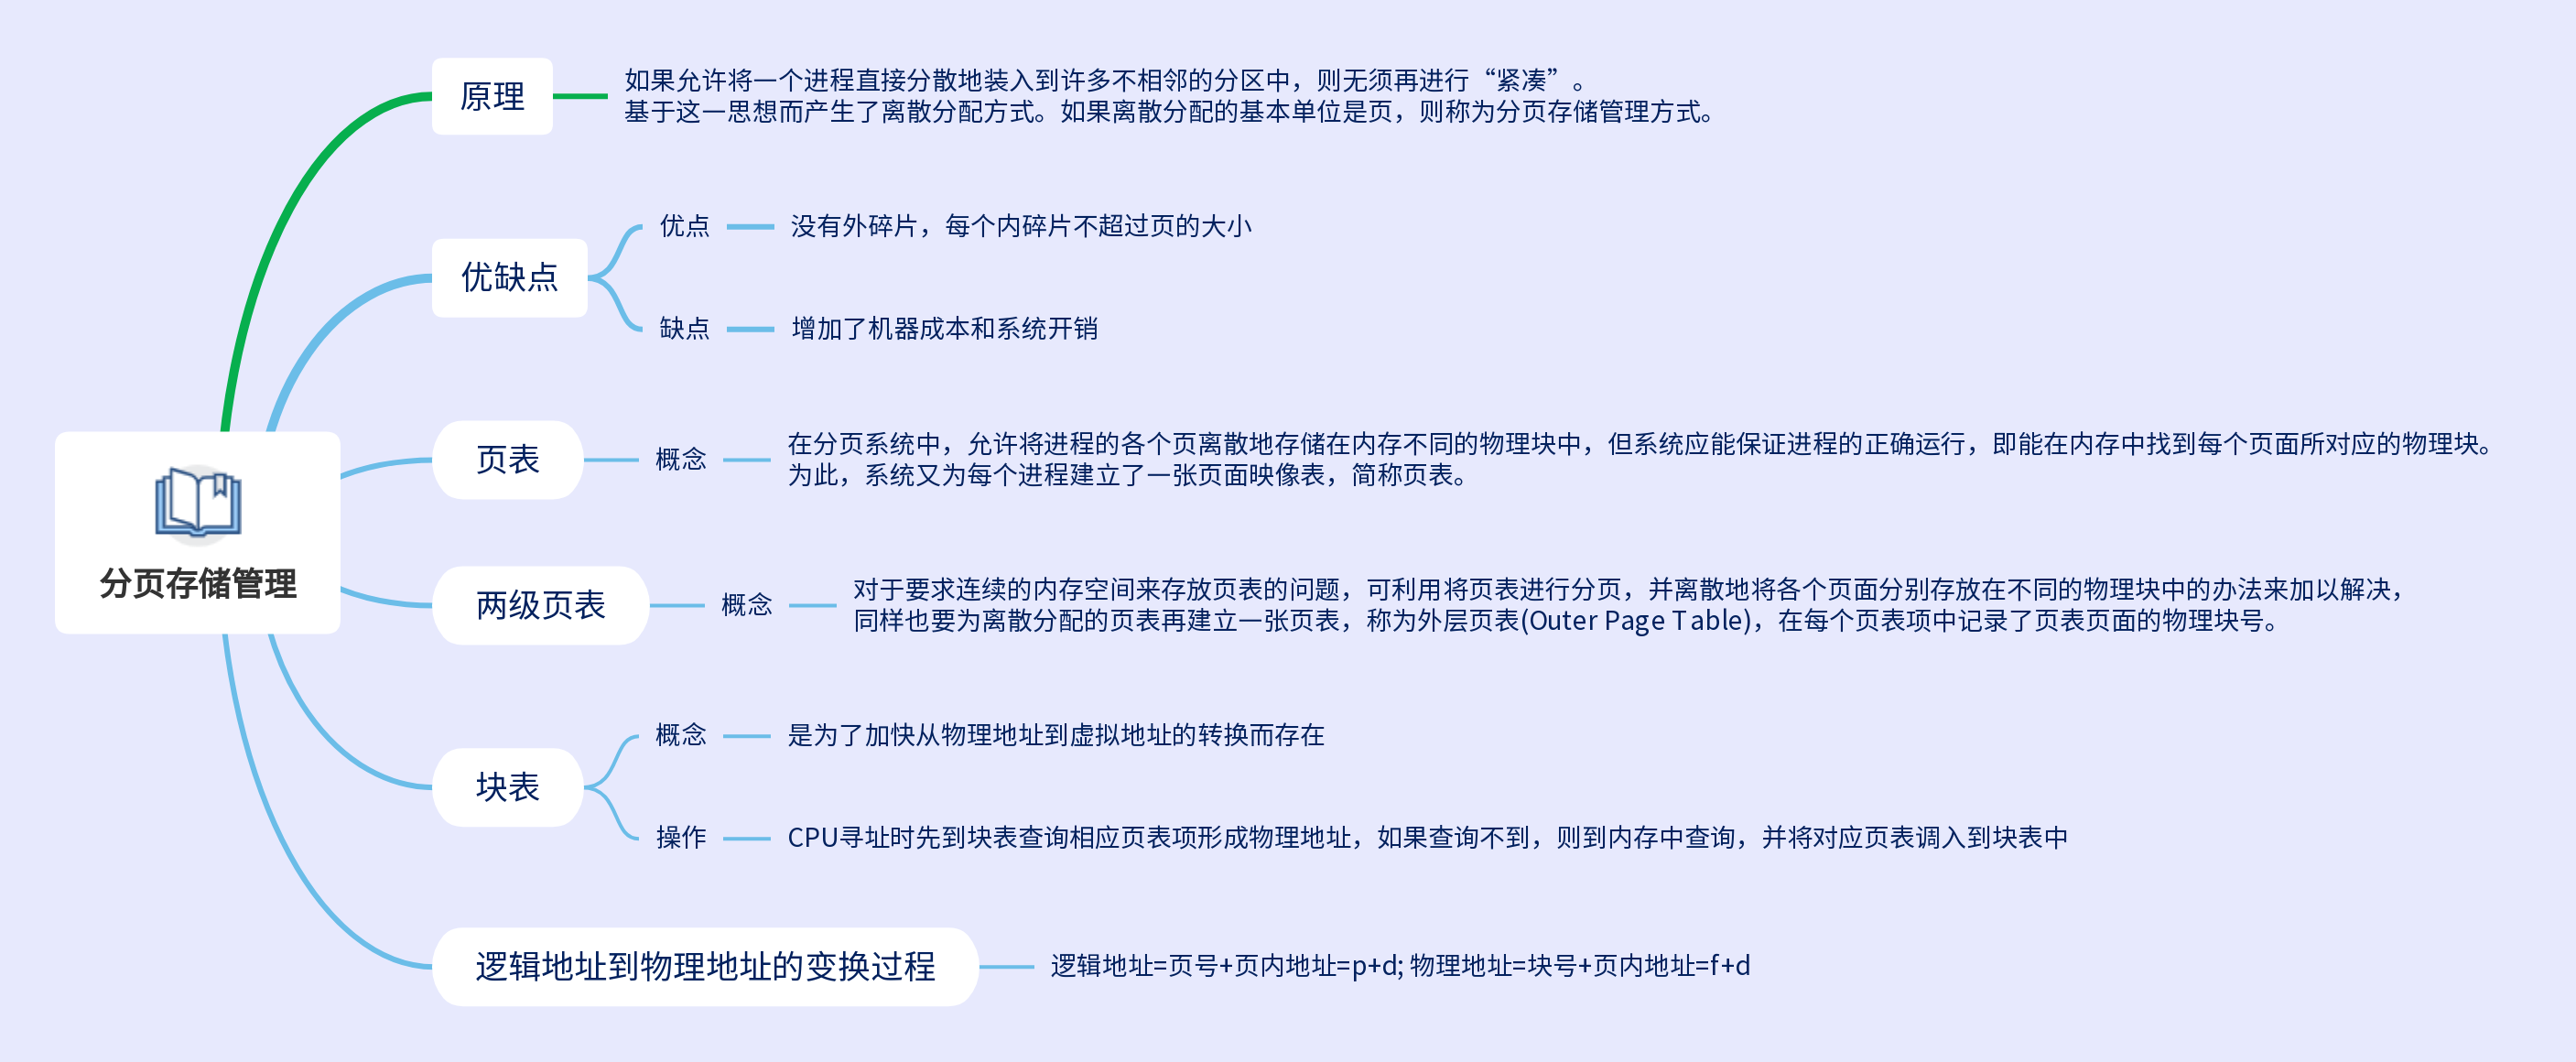 分页存储管理
原理
如果允许将一个进程直接分散地装入到许多不相邻的分区中，则无须再进行“紧凑”。
基于这一思想而产生了离散分配方式。如果离散分配的基本单位是页，则称为分页存储管理方式。
优缺点
优点
没有外碎片，每个内碎片不超过页的大小
缺点
增加了机器成本和系统开销
页表
概念
在分页系统中，允许将进程的各个页离散地存储在内存不同的物理块中，但系统应能保证进程的正确运行，即能在内存中找到每个页面所对应的物理块。
为此，系统又为每个进程建立了一张页面映像表，简称页表。
两级页表
概念
对于要求连续的内存空间来存放页表的问题，可利用将页表进行分页，并离散地将各个页面分别存放在不同的物理块中的办法来加以解决，
同样也要为离散分配的页表再建立一张页表，称为外层页表(Outer Page Table)，在每个页表项中记录了页表页面的物理块号。
块表
概念
是为了加快从物理地址到虚拟地址的转换而存在
操作
CPU寻址时先到块表查询相应页表项形成物理地址，如果查询不到，则到内存中查询，并将对应页表调入到块表中
逻辑地址到物理地址的变换过程
逻辑地址=页号+页内地址=p+d; 物理地址=块号+页内地址=f+d